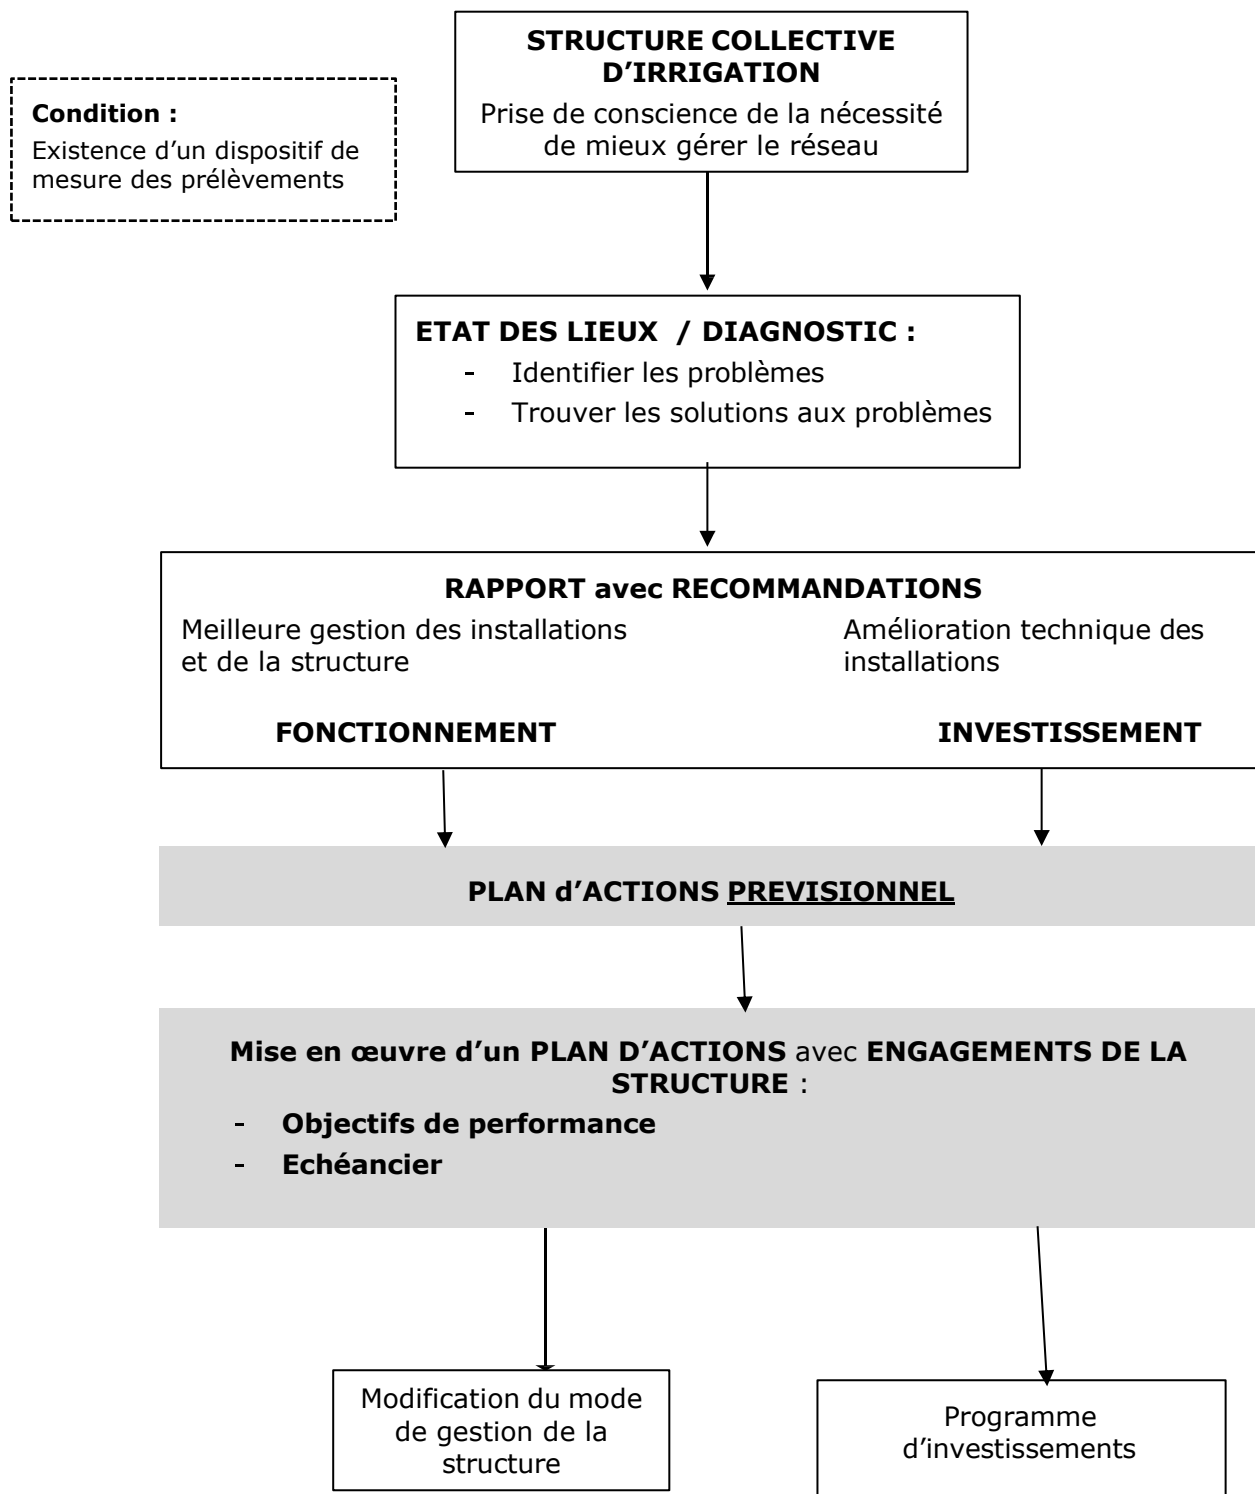 STRUCTURE COLLECTIVE
D’IRRIGATION
Prise de conscience de la nécessité
de mieux gérer le réseau
Condition :
Existence d’un dispositif de
mesure des prélèvements
ETAT DES LIEUX / DIAGNOSTIC :
- Identifier les problèmes
- Trouver les solutions aux problèmes
RAPPORT avec RECOMMANDATIONS
Meilleure gestion des installations
et de la structure
Amélioration technique des
installations
FONCTIONNEMENT
INVESTISSEMENT
PLAN d’ACTIONS PREVISIONNEL
Mise en œuvre d’un PLAN D’ACTIONS avec ENGAGEMENTS DE LA
STRUCTURE :
- Objectifs de performance
- Echéancier
Modification du mode
de gestion de la
structure
Programme
d’investissements